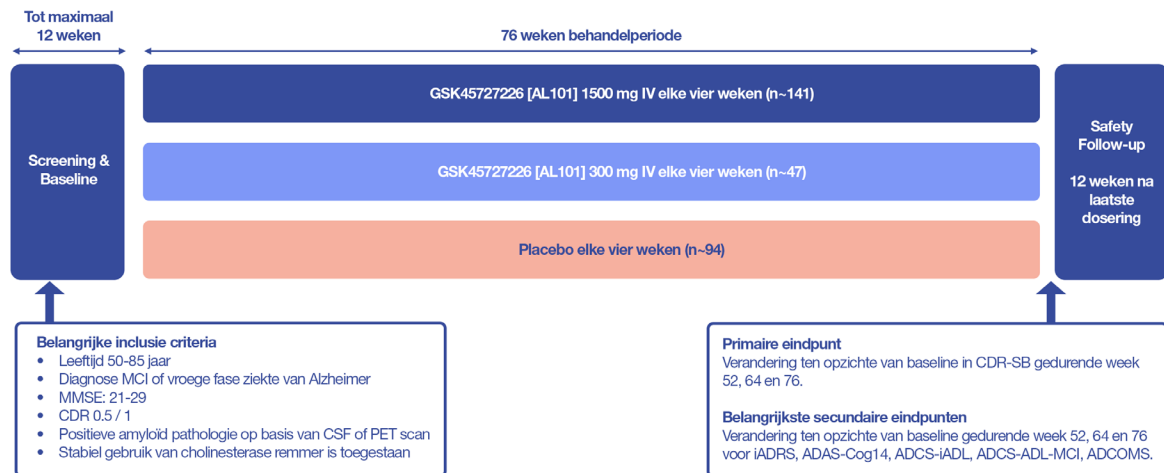 Tot maximaal
12 weken
76 weken behandelperiode
Screening &
Baseline
GSK45727226 [AL101] 1500 mg IV elke vier weken (n~141)
GSK45727226 [AL101] 300 mg IV elke vier weken (n~47)
Placebo elke vier weken (n~94)
Safety
Follow-up
12 weken na
laatste
dosering
Belangrijke inclusie criteria
• Leeftijd 50-85 jaar
• Diagnose MCI of vroege fase ziekte van Alzheimer
• MMSE: 21-29
• CDR 0.5 / 1
• Positieve amyloïd pathologie op basis van CSF of PET scan
• Stabiel gebruik van cholinesterase remmer is toegestaan
Primaire eindpunt
Verandering ten opzichte van baseline in CDR-SB gedurende week
52, 64 en 76.
Belangrijkste secundaire eindpunten
Verandering ten opzichte van baseline gedurende week 52, 64 en 76
voor iADRS, ADAS-Cog14, ADCS-iADL, ADCS-ADL-MCI, ADCOMS.